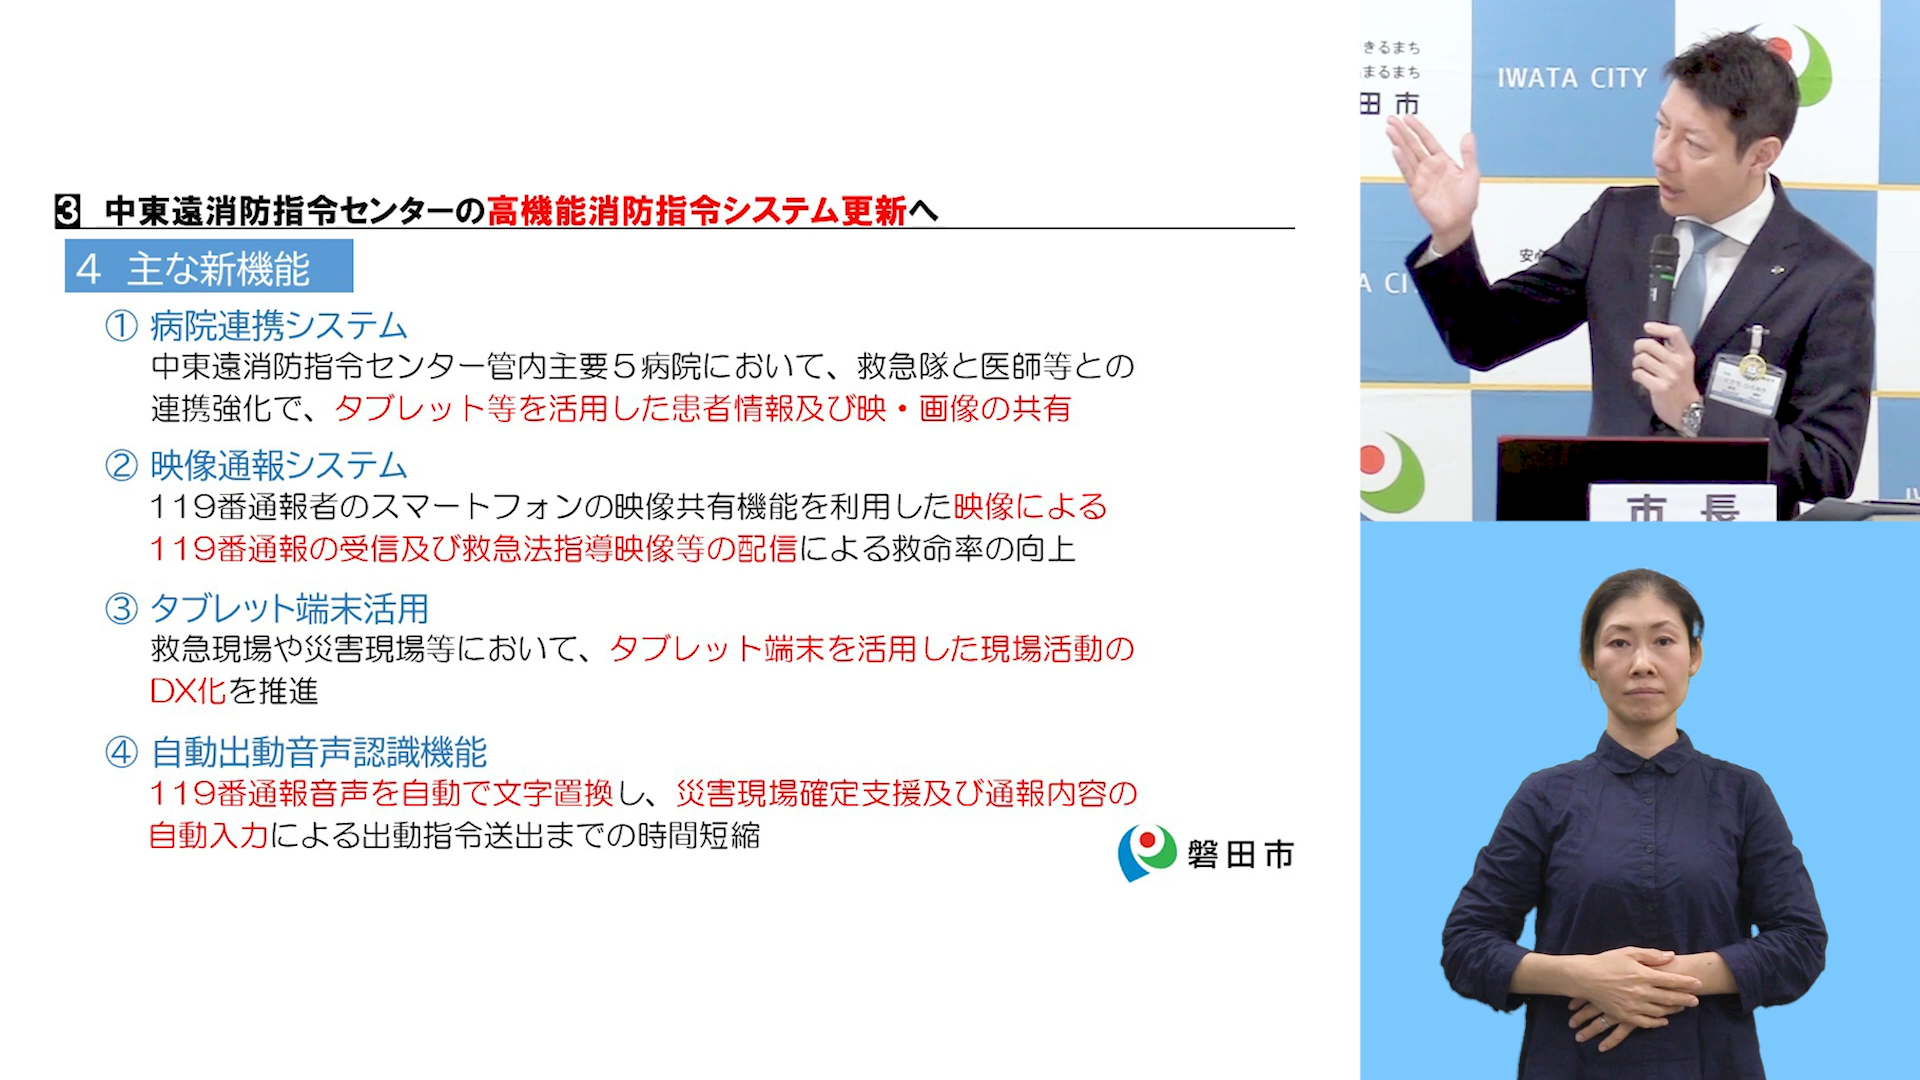 3 中東遠消防指令センターの高機能消防指令システム更新へ
4 主な新機能
① 病院連携システム
中東遠消防指令センター管内主要5病院において、救急隊と医師等との
連携強化で、タブレット等を活用した患者情報及び映・画像の共有
② 映像通報システム
119番通報者のスマートフォンの映像共有機能を利用した映像による
119番通報の受信及び救急法指導映像等の配信による救命率の向上
③ タブレット端末活用
救急現場や災害現場等において、タブレット端末を活用した現場活動の
DX化を推進
④ 自動出動音声認識機能
119番通報音声を自動で文字置換し、災害現場確定支援及び通報内容の
自動入力による出動指令送出までの時間短縮
磐田市
きるまち
まるまち
田市
IWATA CITY
安心
A CI
市長